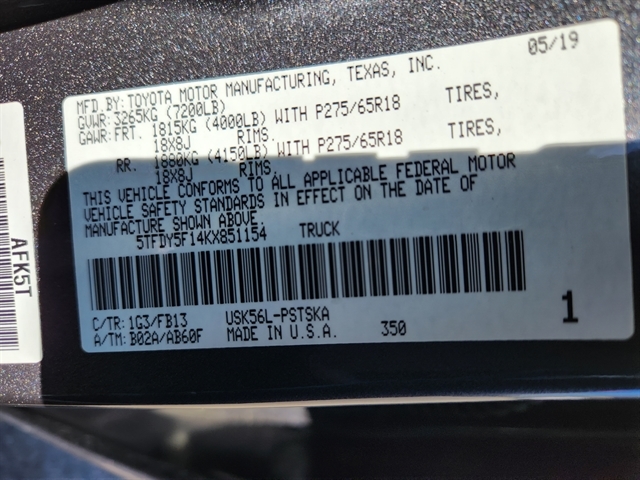 MFD.BY:TOYOTA MOTOR MANUFACTURING, TEXAS, INC. 05/19
GVWR:3265KG (7200LB)
GAWR:FRT. 1815KG (4000LB) WITH P275/65R18 TIRES,
18X8J RIMS.
RR. 1880KG (4150LB) WITH P275/65R18 TIRES,
18X8J RIMS.
THIS VEHICLE CONFORMS TO ALL APPLICABLE FEDERAL MOTOR
VEHICLE SAFETY STANDARDS IN EFFECT ON THE DATE OF
MANUFACTURE SHOWN ABOVE.
5TFDY5F14KX851154 TRUCK
C/TR: 1G3/FB13 USK56L-PSTSKA
A/TM: B02A/AB60F MADE IN U.S.A. 350 1
AFK5T